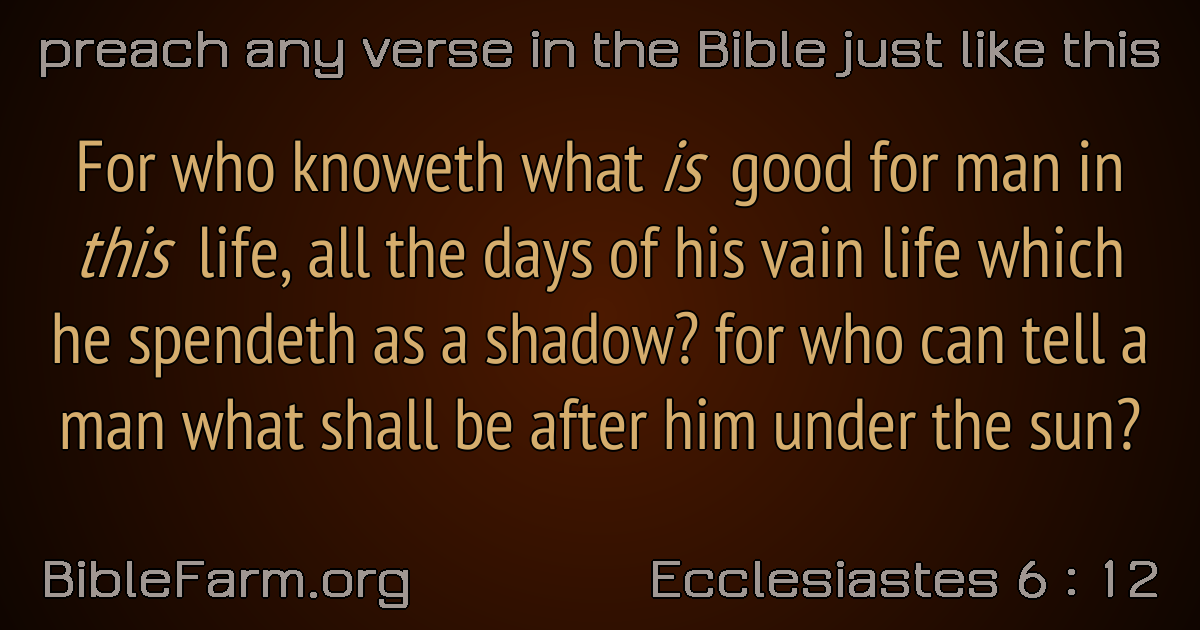 preach any verse in the Bible just like this
For who knoweth what is good for man in
this life, all the days of his vain life which
he spendeth as a shadow? for who can tell a
man what shall be after him under the sun?
BibleFarm.org
Ecclesiastes 6 : 12